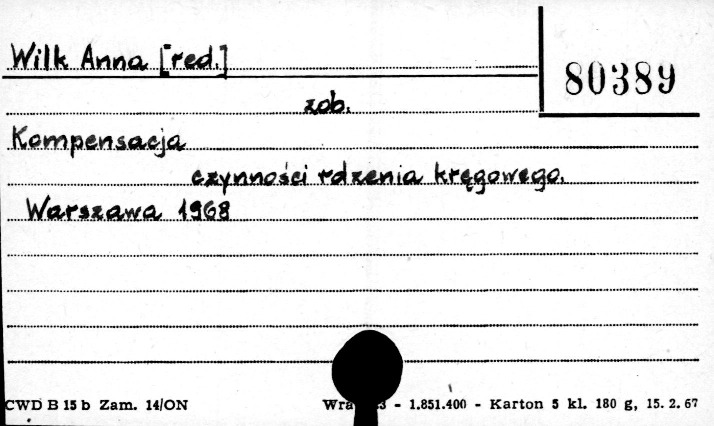 Wilk Anna [red.]
80389
zob.
Kompensacja
czynności rdzenia kręgowego.
Warszawa 1968
CWD B 15 b Zam. 14/ON
- 1.851.400 - Karton 5 kl. 180 g, 15. 2. 67